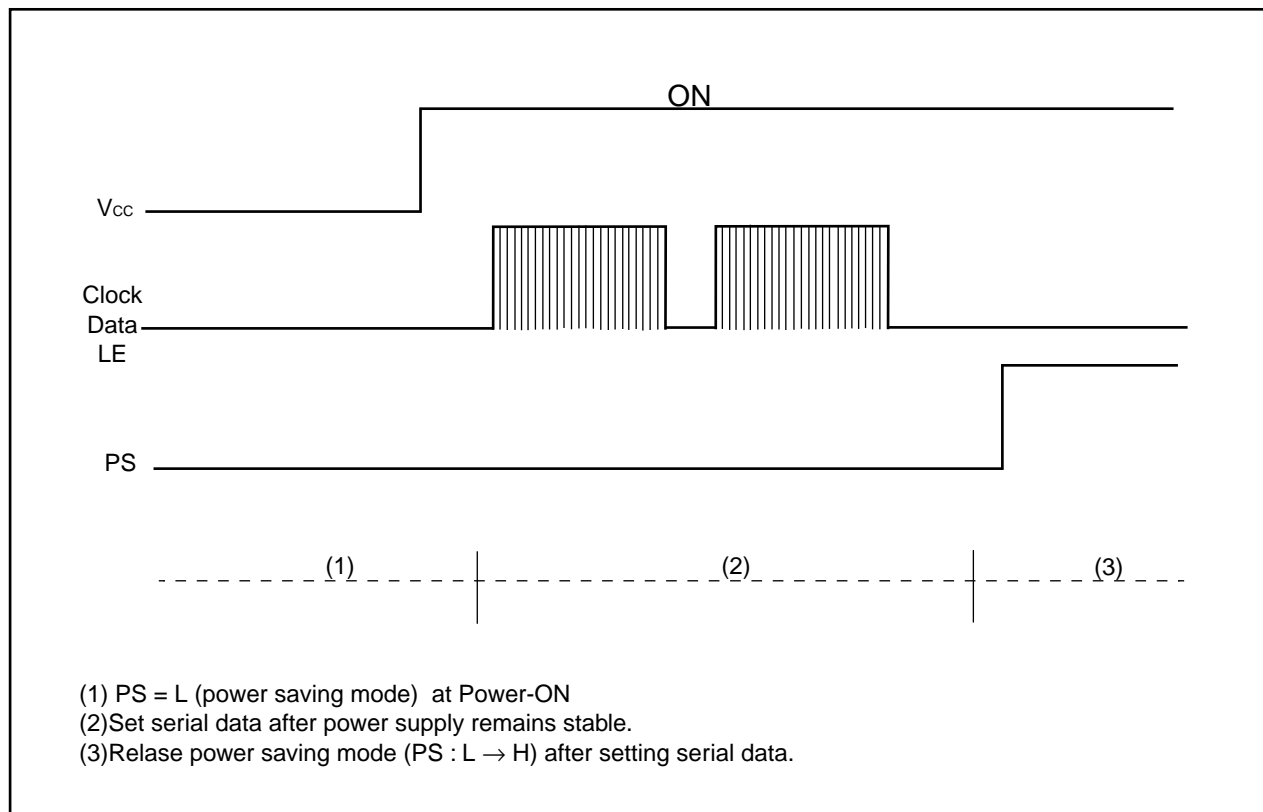 ON
Vcc
Clock
Data
LE
PS
(1)
(2)
(3)
(1) PS = L (power saving mode) at Power-ON
(2)Set serial data after power supply remains stable.
(3)Relase power saving mode (PS : L → H) after setting serial data.